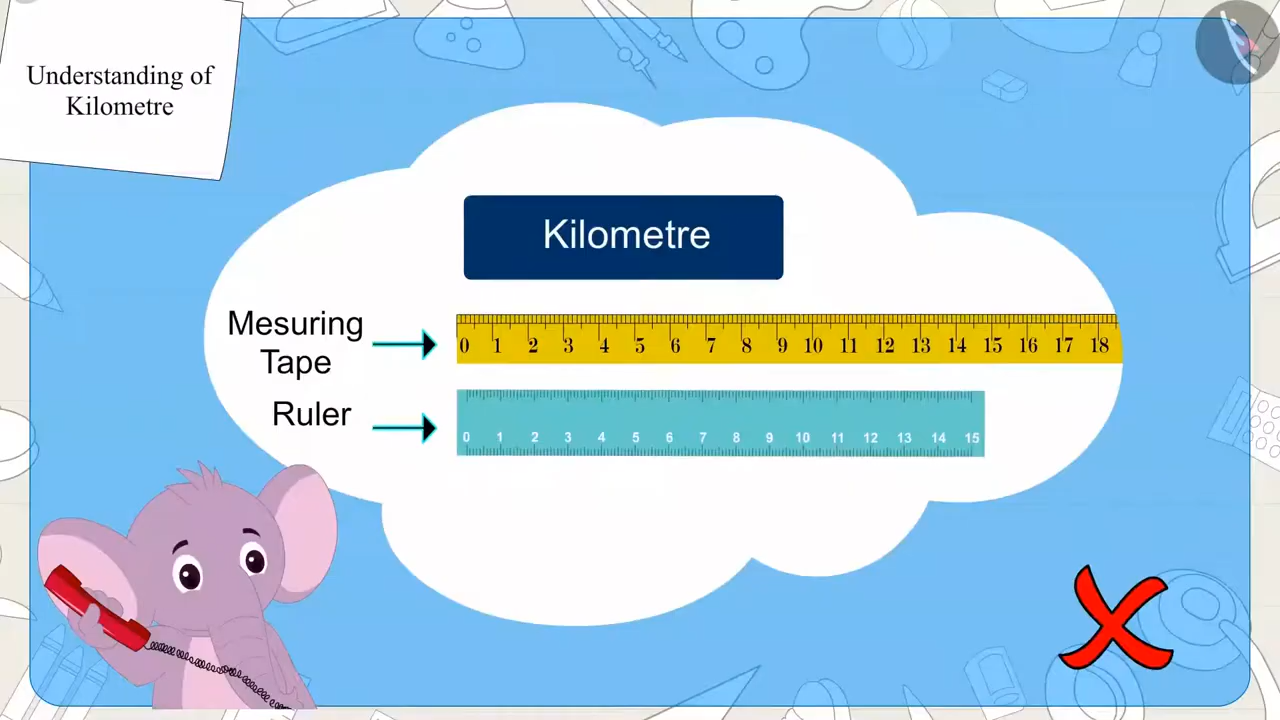 Understanding of
Kilometre
Kilometre
Mesuring
Tape
0 1 2 3 4 5 6 7 8 9 10 11 12 13 14 15 16 17 18
Ruler
0 1 2 3 4 5 6 7 8 9 10 11 12 13 14 15